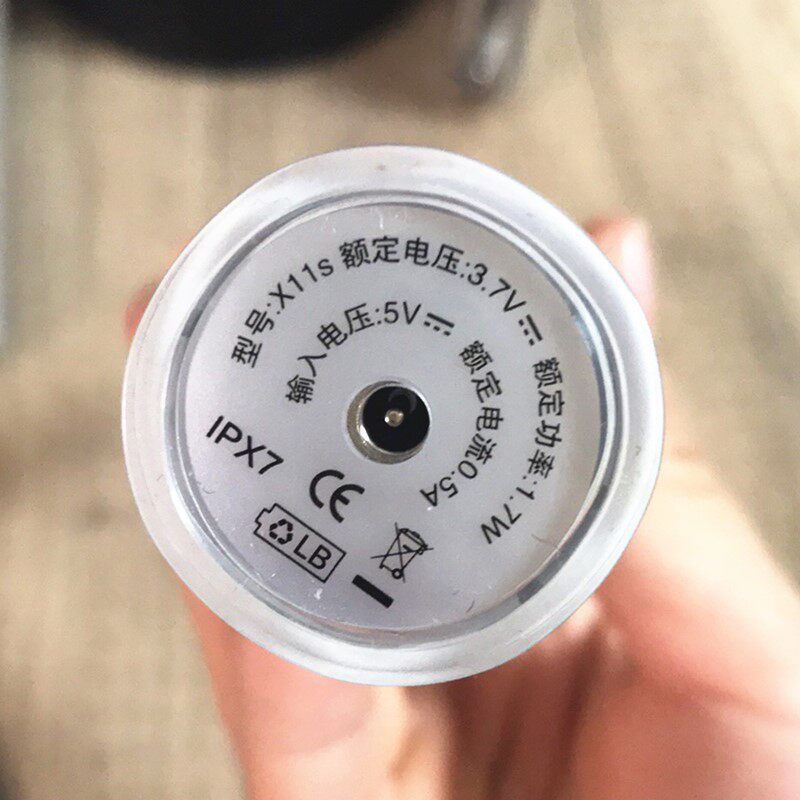 型号:X11s 额定电压:3.7V⎓ 额定功率:1.7W
输入电压:5V⎓ 额定电流0.5A
IPX7
CE
LB